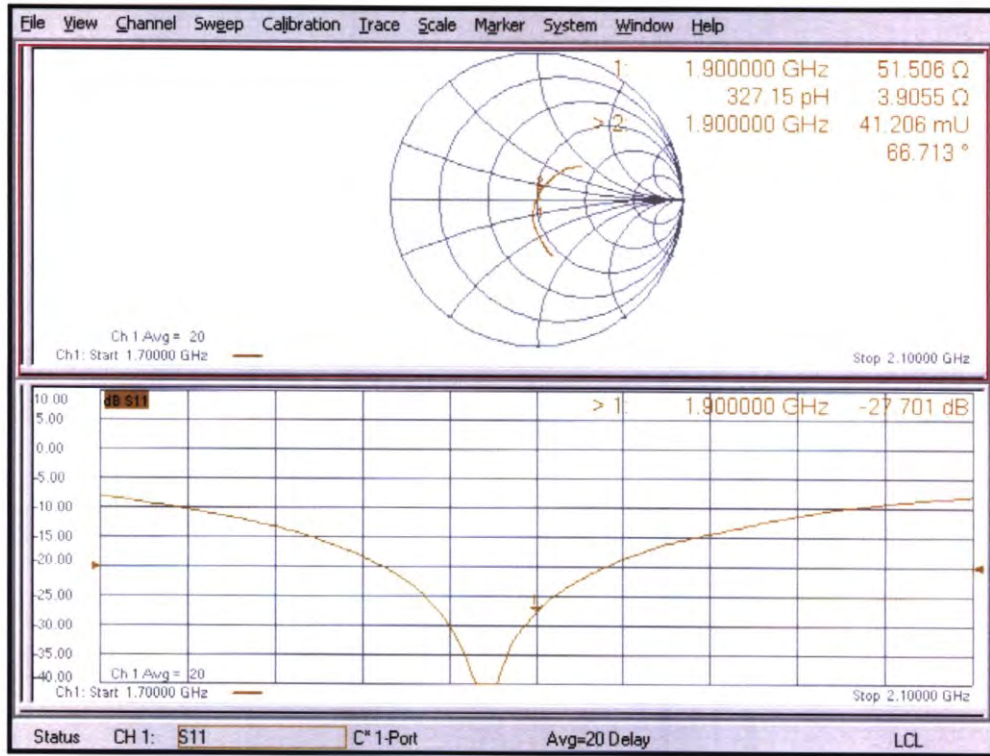 File View Channel Sweep Calibration Trace Scale Marker System Window Help
1: 1.900000 GHz 51.506 Ω
327.15 pH 3.9055 Ω
> 2: 1.900000 GHz 41.206 mU
66.713 °
Ch 1 Avg = 20
Ch1: Start 1.70000 GHz Stop 2.10000 GHz
10.00 dB S11 > 1: 1.900000 GHz -27.701 dB
5.00
0.00
-5.00
-10.00
-15.00
-20.00
-25.00
-30.00
-35.00
-40.00
1
Ch 1 Avg = 20
Ch1: Start 1.70000 GHz Stop 2.10000 GHz
Status CH 1: S11 C* 1-Port Avg=20 Delay LCL